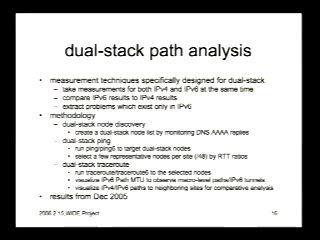 dual-stack path analysis
• measurement techniques specifically designed for dual-stack
– take measurements for both IPv4 and IPv6 at the same time
– compare IPv6 results to IPv4 results
– extract problems which exist only in IPv6
• methodology
– dual-stack node discovery
• create a dual-stack node list by monitoring DNS AAAA replies
– dual-stack ping
• run ping/ping6 to target dual-stack nodes
• select a few representative nodes per site (/48) by RTT ratios
– dual-stack traceroute
• run traceroute/traceroute6 to the selected nodes
• visualize IPv6 Path MTU to observe macro-level paths/IPv6 tunnels
• visualize IPv4/IPv6 paths to neighboring sites for comparative analysis
• results from Dec 2005
2006.2.15,WIDE Project
16